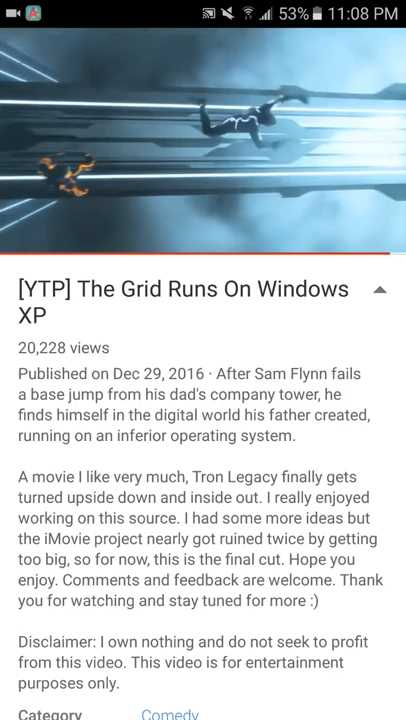 53% 11:08 PM
[YTP] The Grid Runs On Windows
XP
20,228 views
Published on Dec 29, 2016 · After Sam Flynn fails
a base jump from his dad's company tower, he
finds himself in the digital world his father created,
running on an inferior operating system.
A movie I like very much, Tron Legacy finally gets
turned upside down and inside out. I really enjoyed
working on this source. I had some more ideas but
the iMovie project nearly got ruined twice by getting
too big, so for now, this is the final cut. Hope you
enjoy. Comments and feedback are welcome. Thank
you for watching and stay tuned for more :)
Disclaimer: I own nothing and do not seek to profit
from this video. This video is for entertainment
purposes only.
Category Comedy